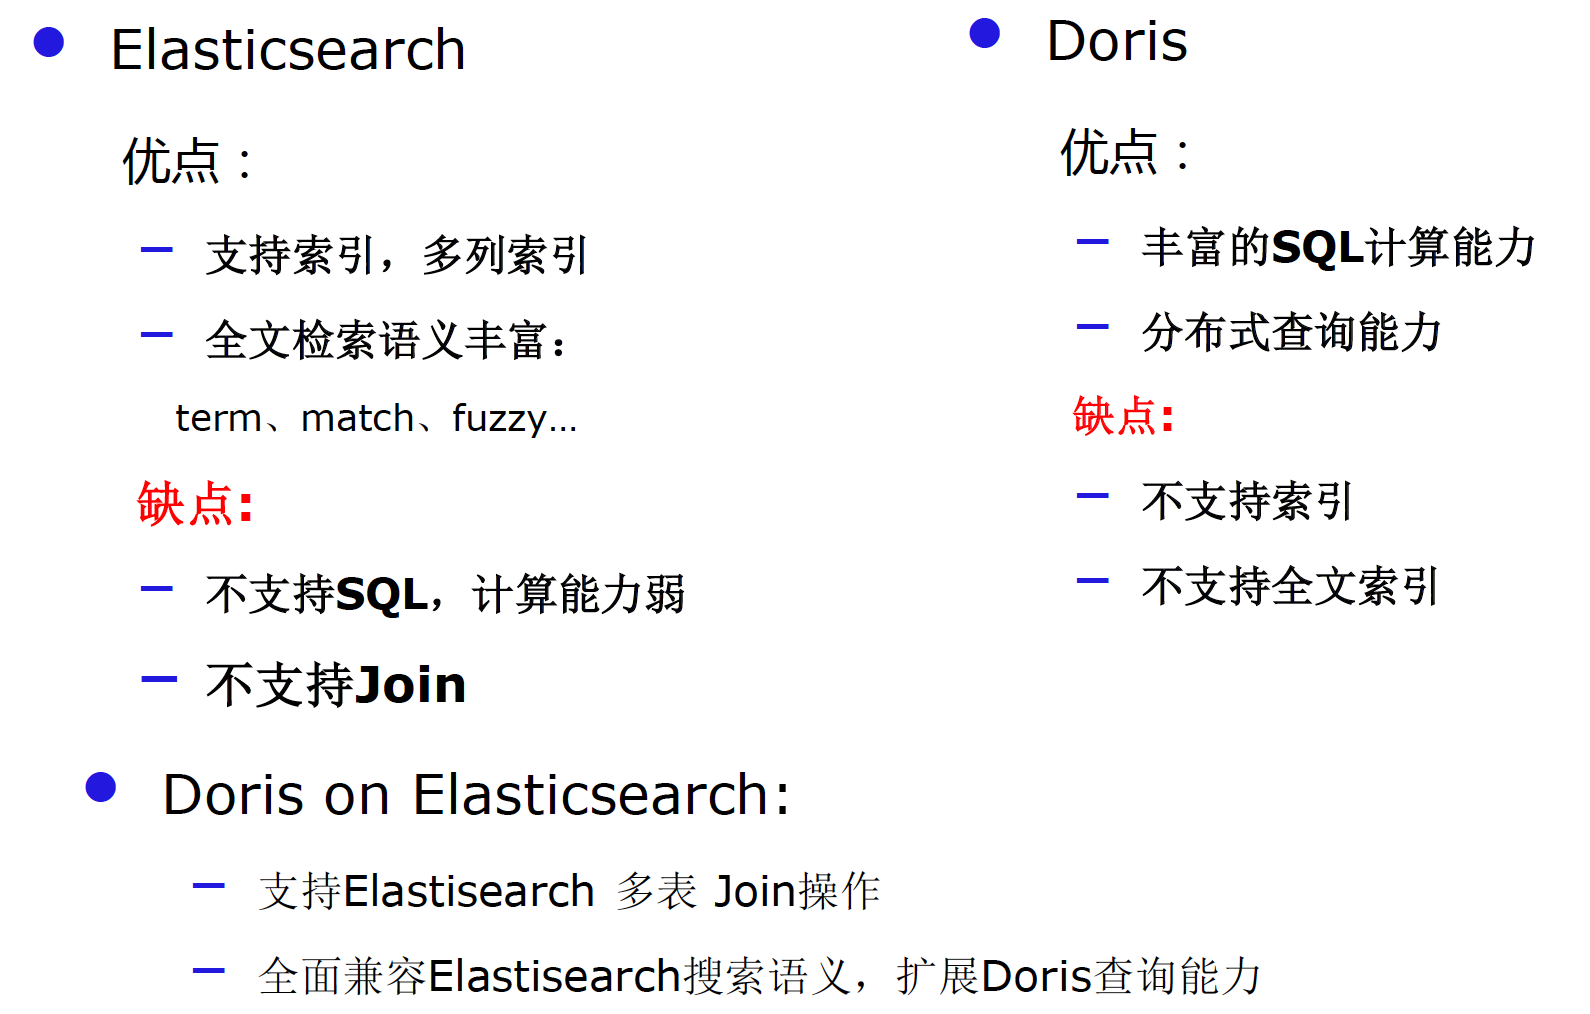 Elasticsearch
优点：
支持索引，多列索引
全文检索语义丰富：
term、match、fuzzy...
缺点:
不支持SQL，计算能力弱
不支持Join
Doris
优点：
丰富的SQL计算能力
分布式查询能力
缺点:
不支持索引
不支持全文索引
Doris on Elasticsearch:
支持Elastisearch 多表 Join操作
全面兼容Elastisearch搜索语义，扩展Doris查询能力